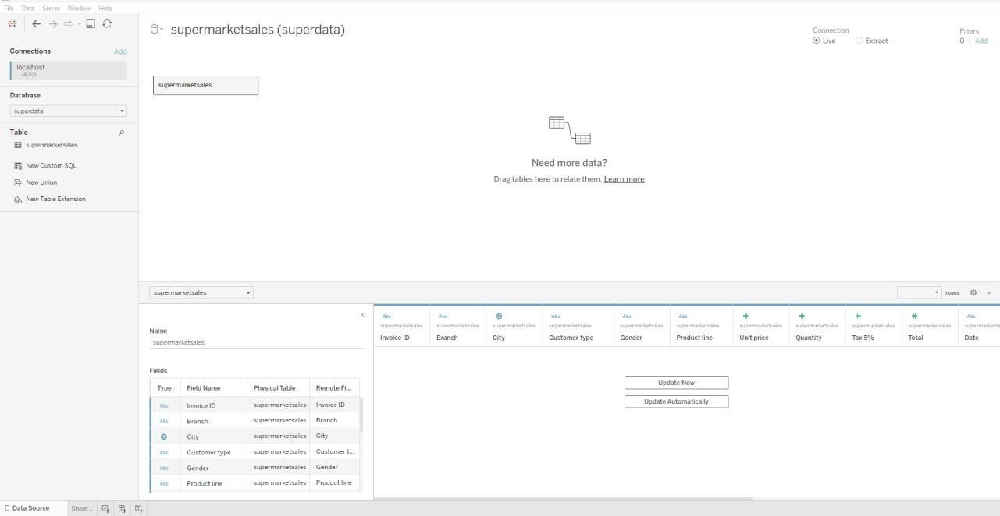 File Data Server Window Help
supermarketsales (superdata)
Connection
Live Extract
Filters
0 Add
Connections Add
localhost
MySQL
Database
superdata
Table
supermarketsales
New Custom SQL
New Union
New Table Extension
supermarketsales
Need more data?
Drag tables here to relate them. Learn more
supermarketsales
rows
Name
supermarketsales
Fields
Type Field Name Physical Table Remote Fi...
Abc Invoice ID supermarketsales Invoice ID
Abc Branch supermarketsales Branch
City supermarketsales City
Abc Customer type supermarketsales Customer t...
Abc Gender supermarketsales Gender
Abc Product line supermarketsales Product line
Abc Abc Abc Abc Abc # # # # Abc
supermarketsales supermarketsales supermarketsales supermarketsales supermarketsales supermarketsales supermarketsales supermarketsales supermarketsales supermarketsales supermarketsa
Invoice ID Branch City Customer type Gender Product line Unit price Quantity Tax 5% Total Date
Update Now
Update Automatically
Data Source Sheet 1